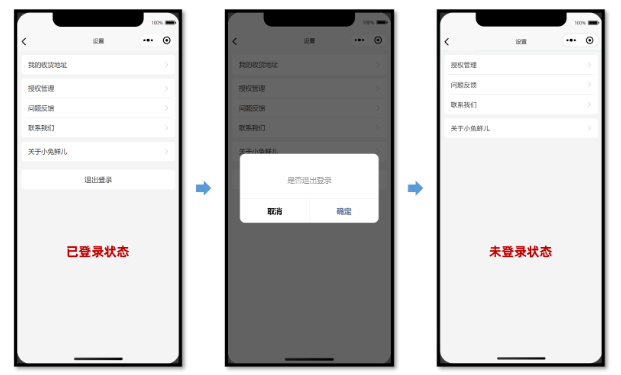 100%
设置
我的收货地址
授权管理
问题反馈
联系我们
关于小兔鲜儿
退出登录
已登录状态
100%
设置
我的收货地址
授权管理
问题反馈
联系我们
关于小兔鲜儿
是否退出登录
取消 确定
100%
设置
授权管理
问题反馈
联系我们
关于小兔鲜儿
未登录状态